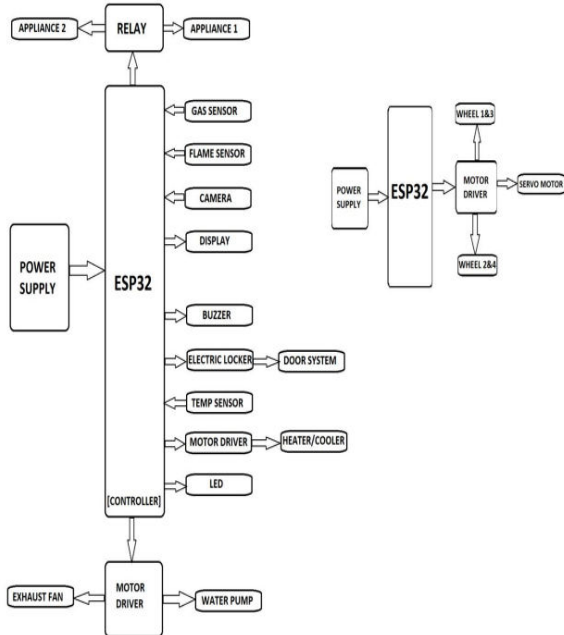 APPLIANCE 2
RELAY
APPLIANCE 1
GAS SENSOR
FLAME SENSOR
CAMERA
DISPLAY
POWER
SUPPLY
ESP32
BUZZER
ELECTRIC LOCKER
DOOR SYSTEM
TEMP SENSOR
MOTOR DRIVER
HEATER/COOLER
LED
[CONTROLLER]
EXHAUST FAN
MOTOR
DRIVER
WATER PUMP
WHEEL 1&3
POWER
SUPPLY
ESP32
MOTOR
DRIVER
SERVO MOTOR
WHEEL 2&4